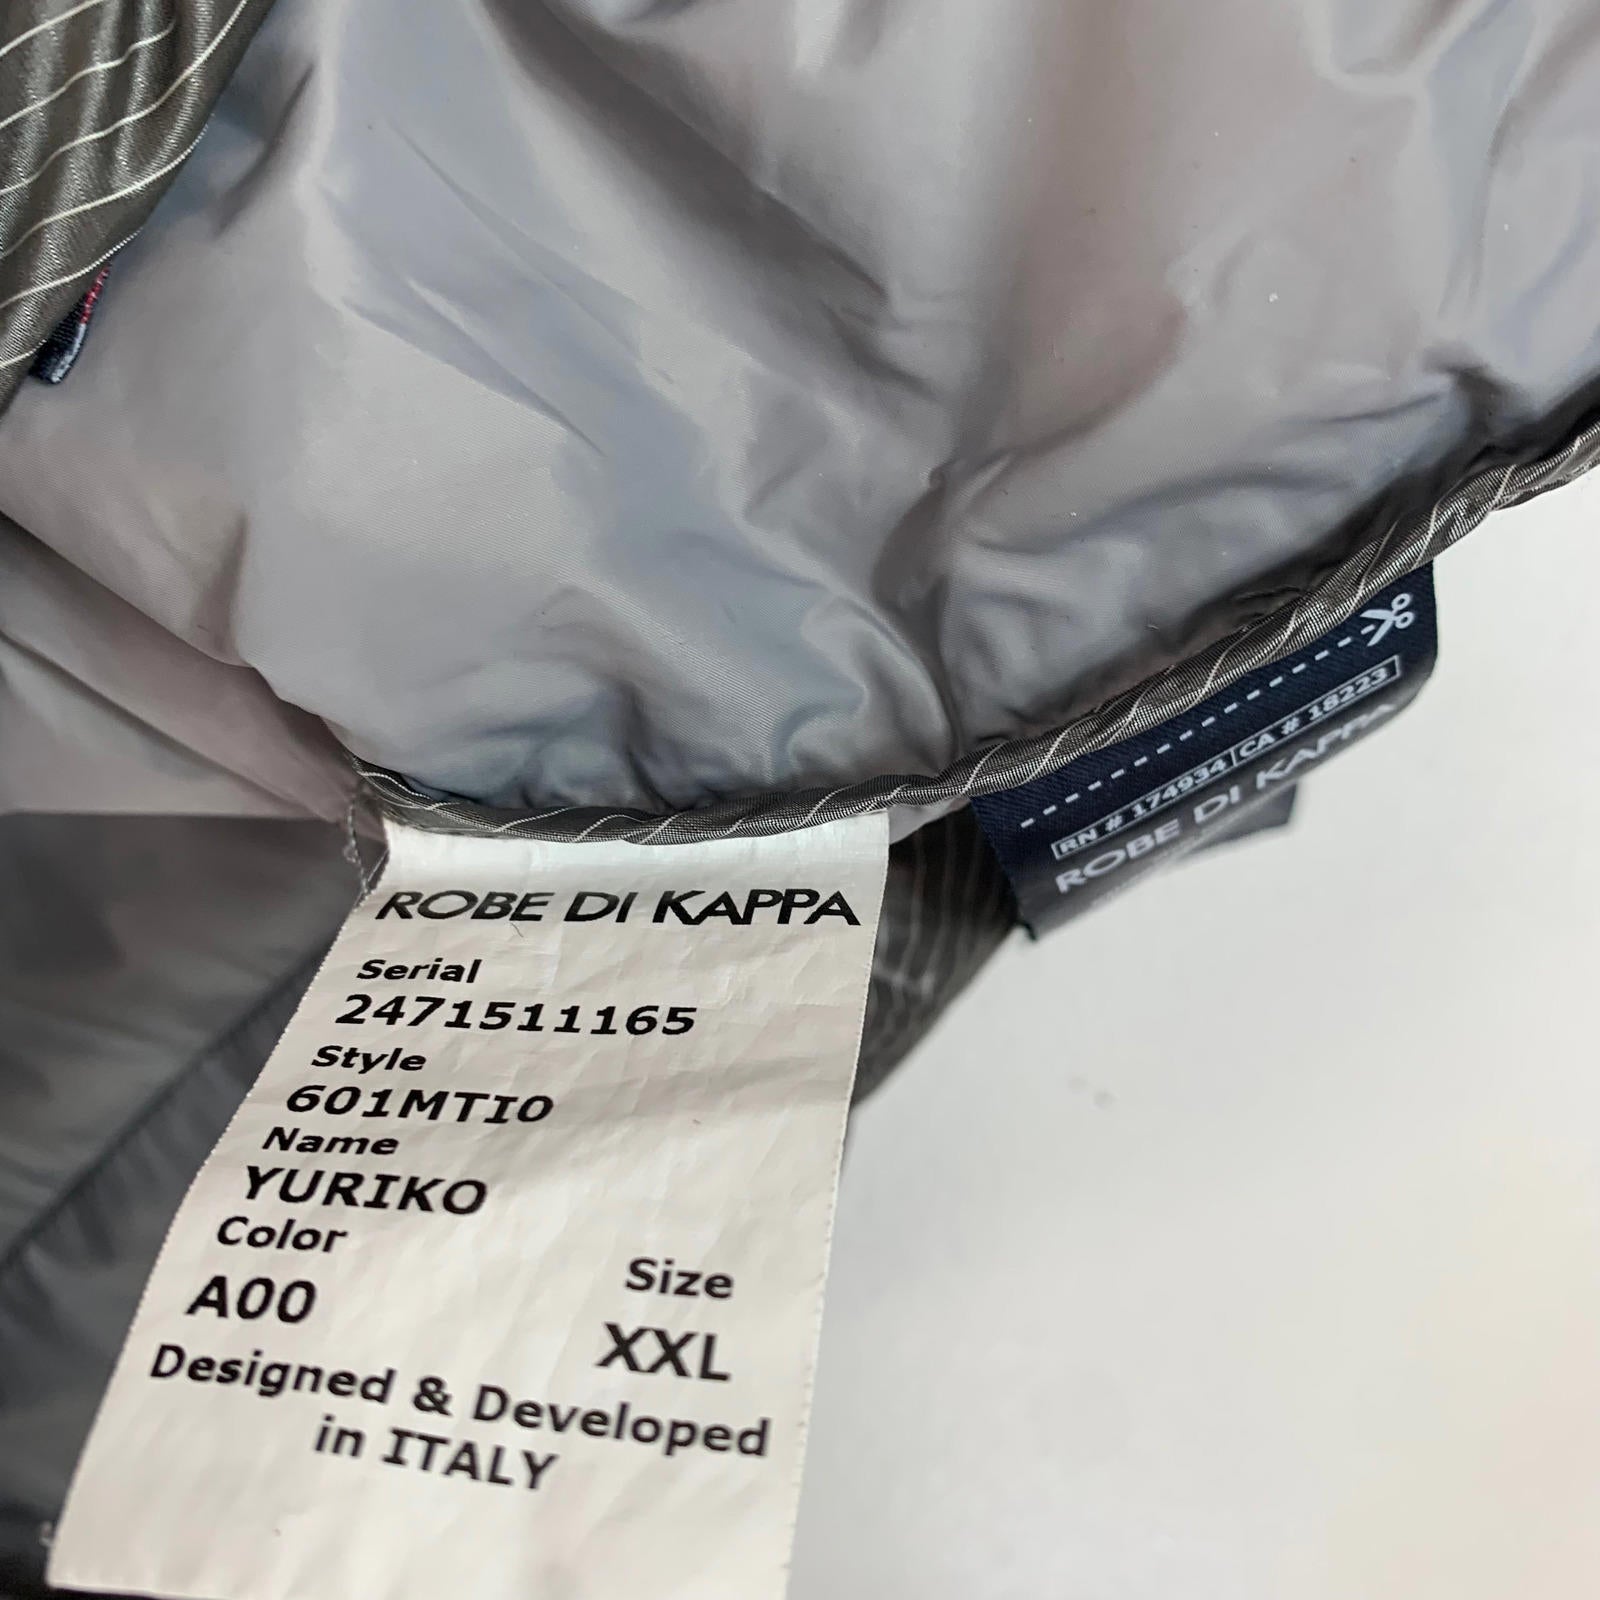 ROBE DI KAPPA
Serial
2471511165
Style
601MTI0
Name
YURIKO
Color
A00
Size
XXL
Designed & Developed
in ITALY
RN # 174934 CA # 18223
ROBE DI KAPPA